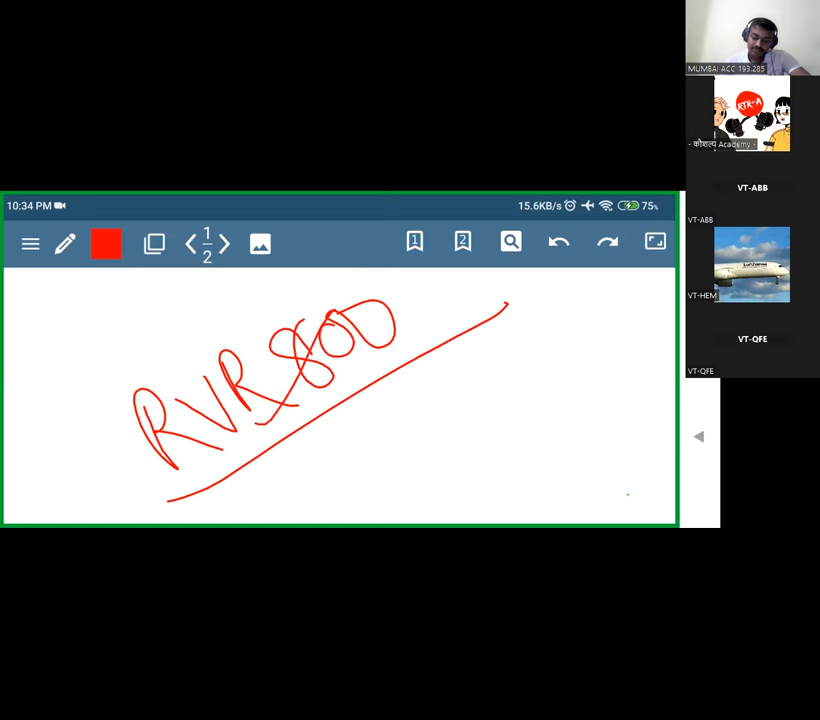 MUMBAI ACC 193.285
RTR-A
- कौशल्य Academy -
VT-ABB
VT-ABB
10:34 PM
15.6KB/s
75%
1
2
1
2
RVR 800
Lufthansa
VT-HEM
VT-QFE
VT-QFE